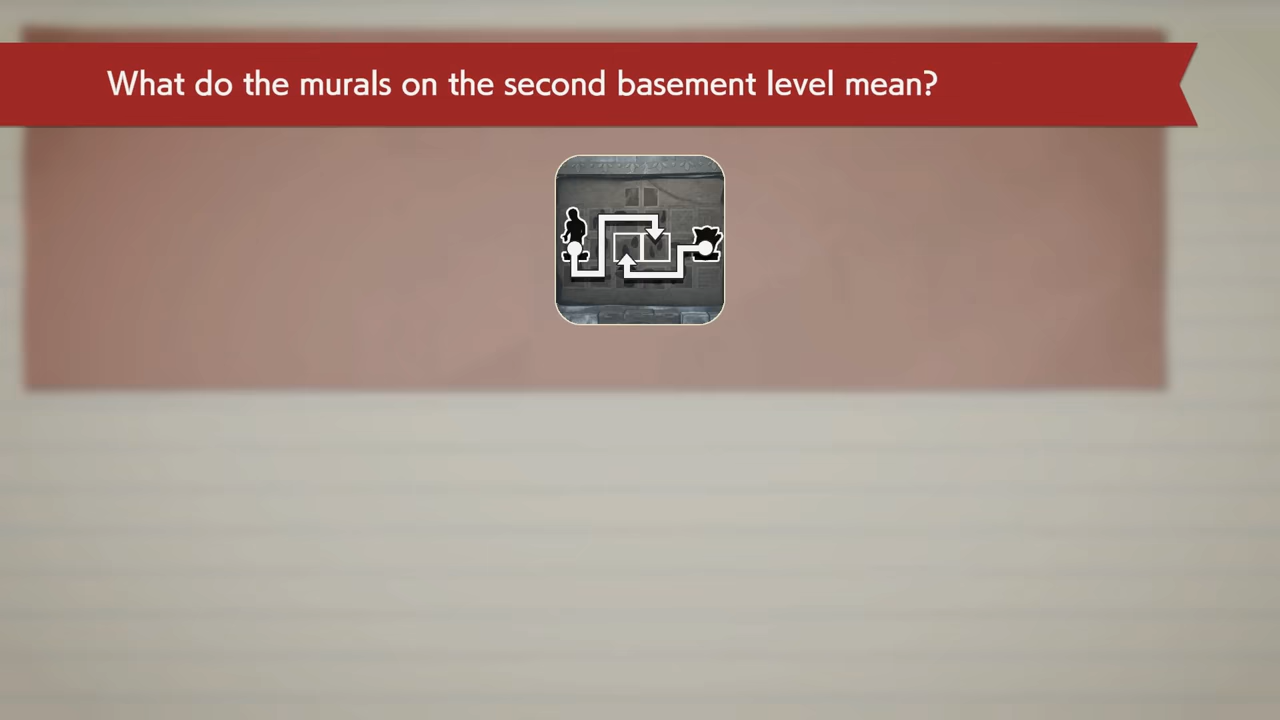 What do the murals on the second basement level mean?